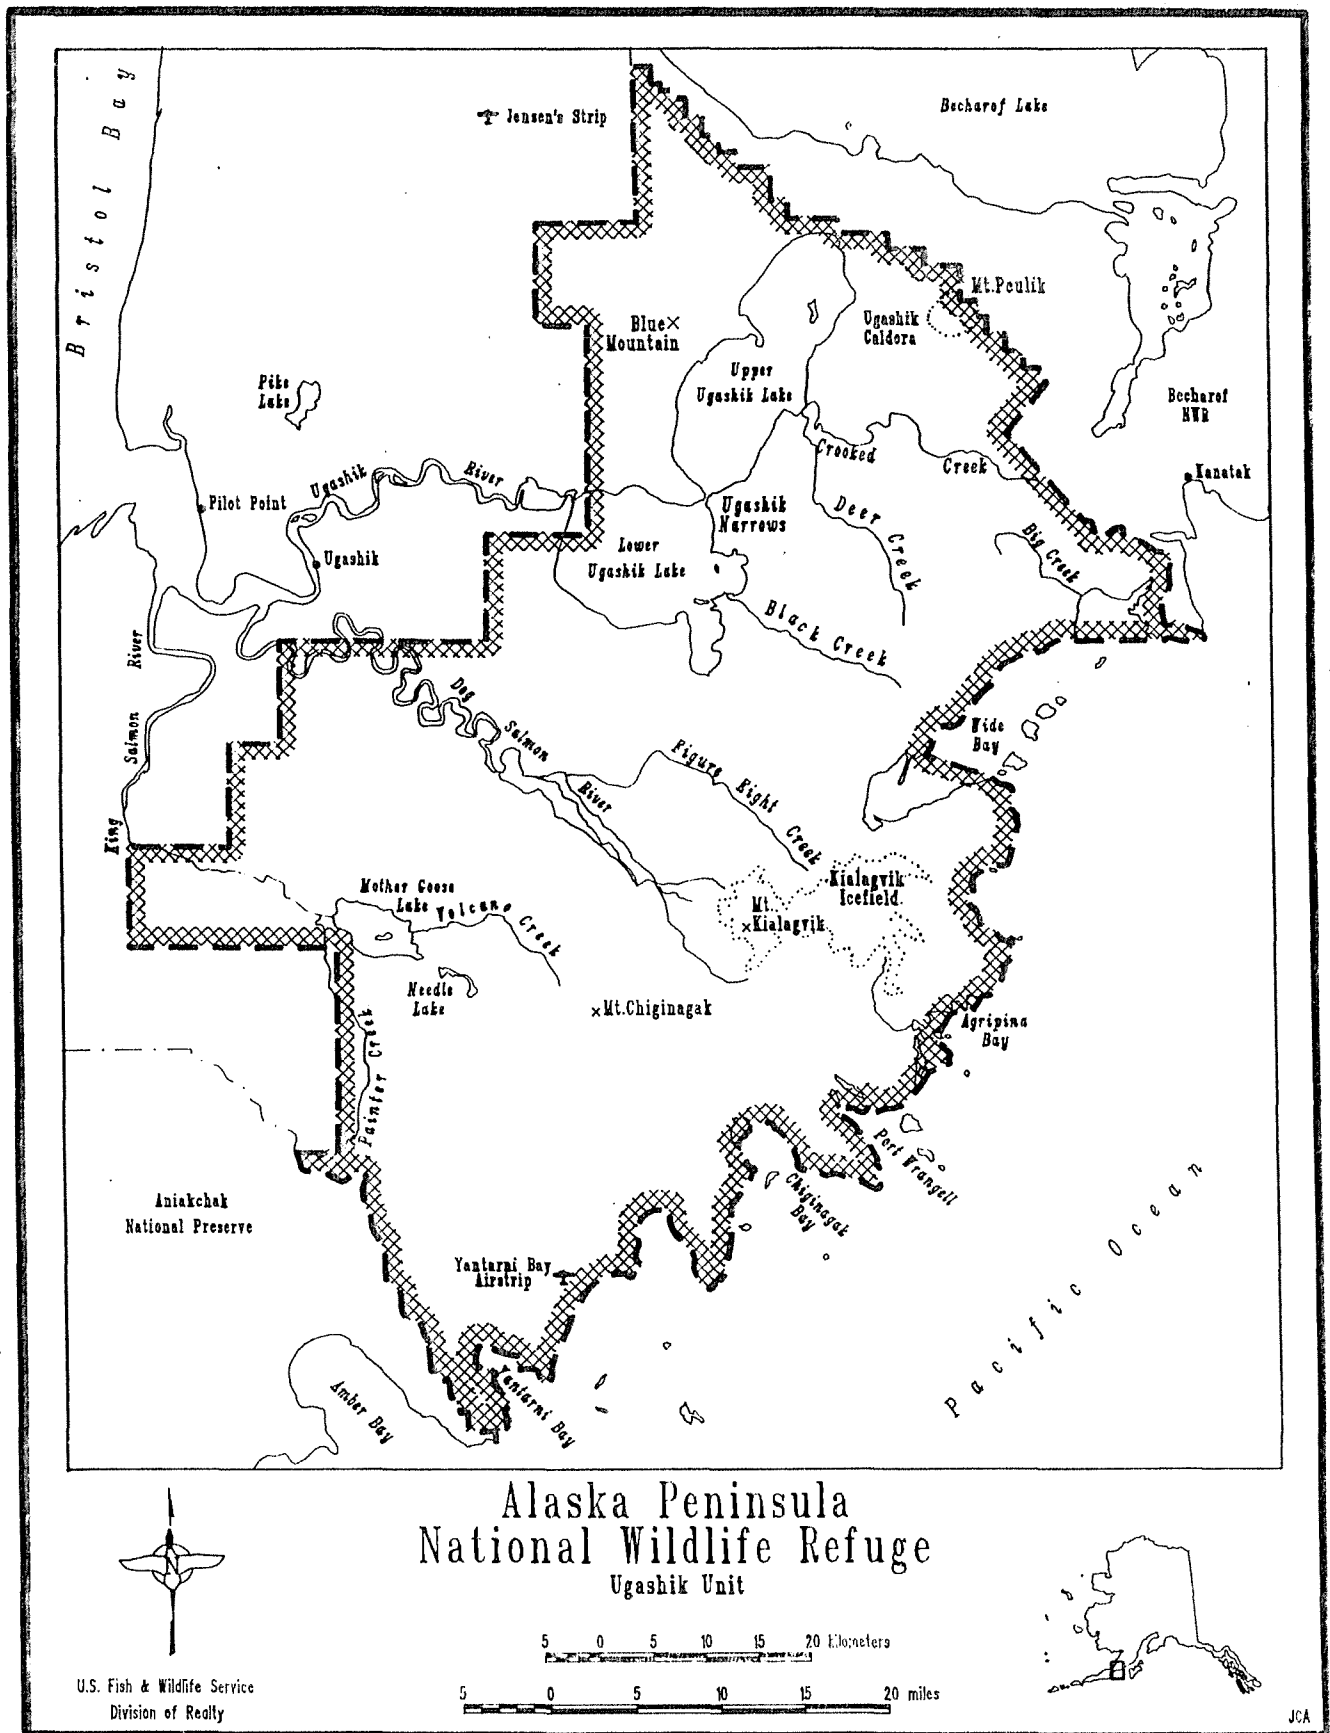 Bristol Bay
Jensen's Strip
Becharof Lake
Mt.Peulik
Ugashik
Caldera
Blue
Mountain
Upper
Ugashik Lake
Pike
Lake
Becharof
NWR
Crooked
Creek
Kanatak
Ugashik
River
Pilot Point
Ugashik
Narrows
Deer Creek
Big Creek
Ugashik
Lower
Ugashik Lake
Black Creek
King
Salmon
River
Dog
Salmon
River
Wide
Bay
Figure Eight Creek
Mother Goose
Lake
Volcano Creek
Kialagvik
Icefield
Mt.
Kialagvik
Needle
Lake
Mt.Chiginagak
Agripina
Bay
Painter Creek
Port Wrangell
Chiginagak
Bay
Aniakchak
National Preserve
Pacific Ocean
Yantarni Bay
Airstrip
Yantarni Bay
Amber Bay
Alaska Peninsula
National Wildlife Refuge
Ugashik Unit
N
5 0 5 10 15 20 Kilometers
5 0 5 10 15 20 miles
U.S. Fish & Wildlife Service
Division of Realty
JCA